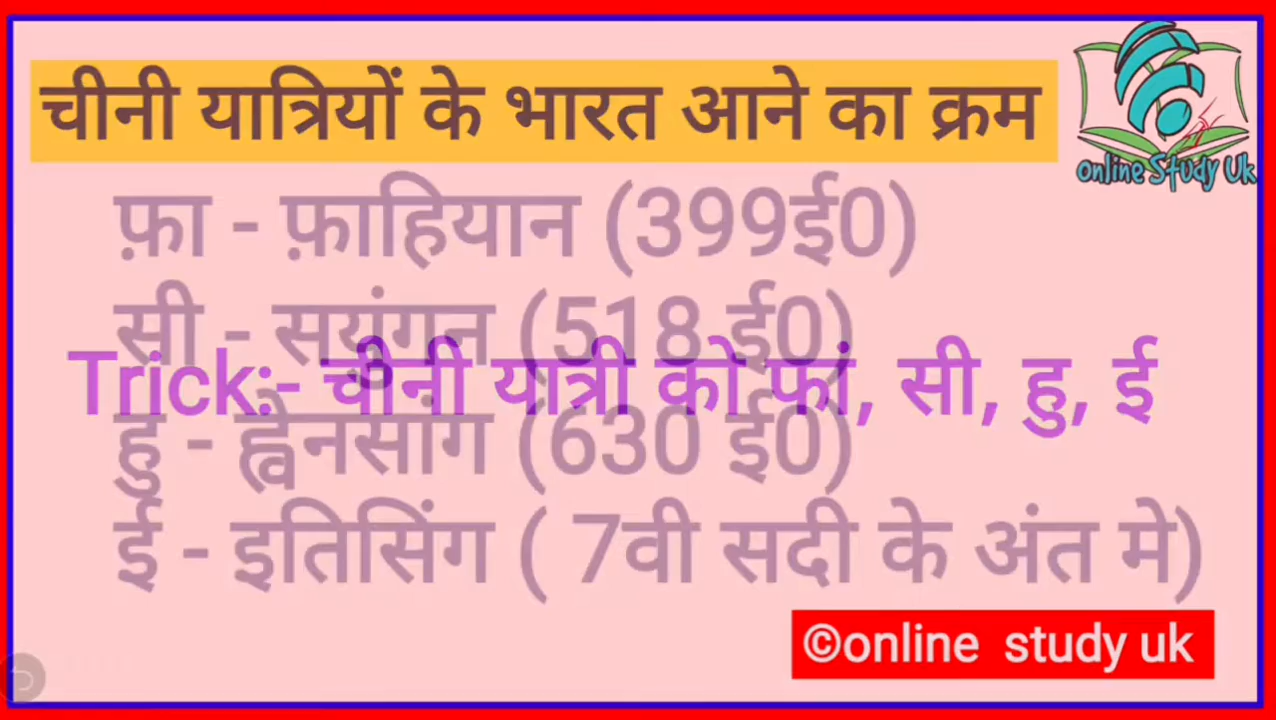 चीनी यात्रियों के भारत आने का क्रम
online Study Uk
फ़ा - फ़ाहियान (399ई0)
सी - सयुंगन (518 ई0)
Trick:- चीनी यात्री को फां, सी, हु, ई
हु - ह्वैनसांग (630 ई0)
ई - इतिसिंग ( 7वी सदी के अंत मे)
©online study uk